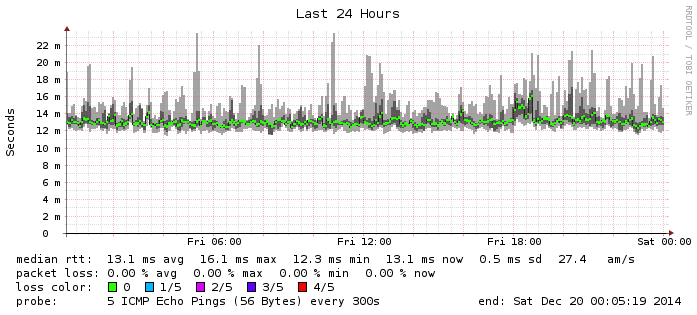 Last 24 Hours
RRDTOOL / TOBI OETIKER
Seconds
22 m
20 m
18 m
16 m
14 m
12 m
10 m
8 m
6 m
4 m
2 m
0
Fri 06:00 Fri 12:00 Fri 18:00 Sat 00:00
median rtt: 13.1 ms avg 16.1 ms max 12.3 ms min 13.1 ms now 0.5 ms sd 27.4 am/s
packet loss: 0.00 % avg 0.00 % max 0.00 % min 0.00 % now
loss color: 0 1/5 2/5 3/5 4/5
probe: 5 ICMP Echo Pings (56 Bytes) every 300s end: Sat Dec 20 00:05:19 2014